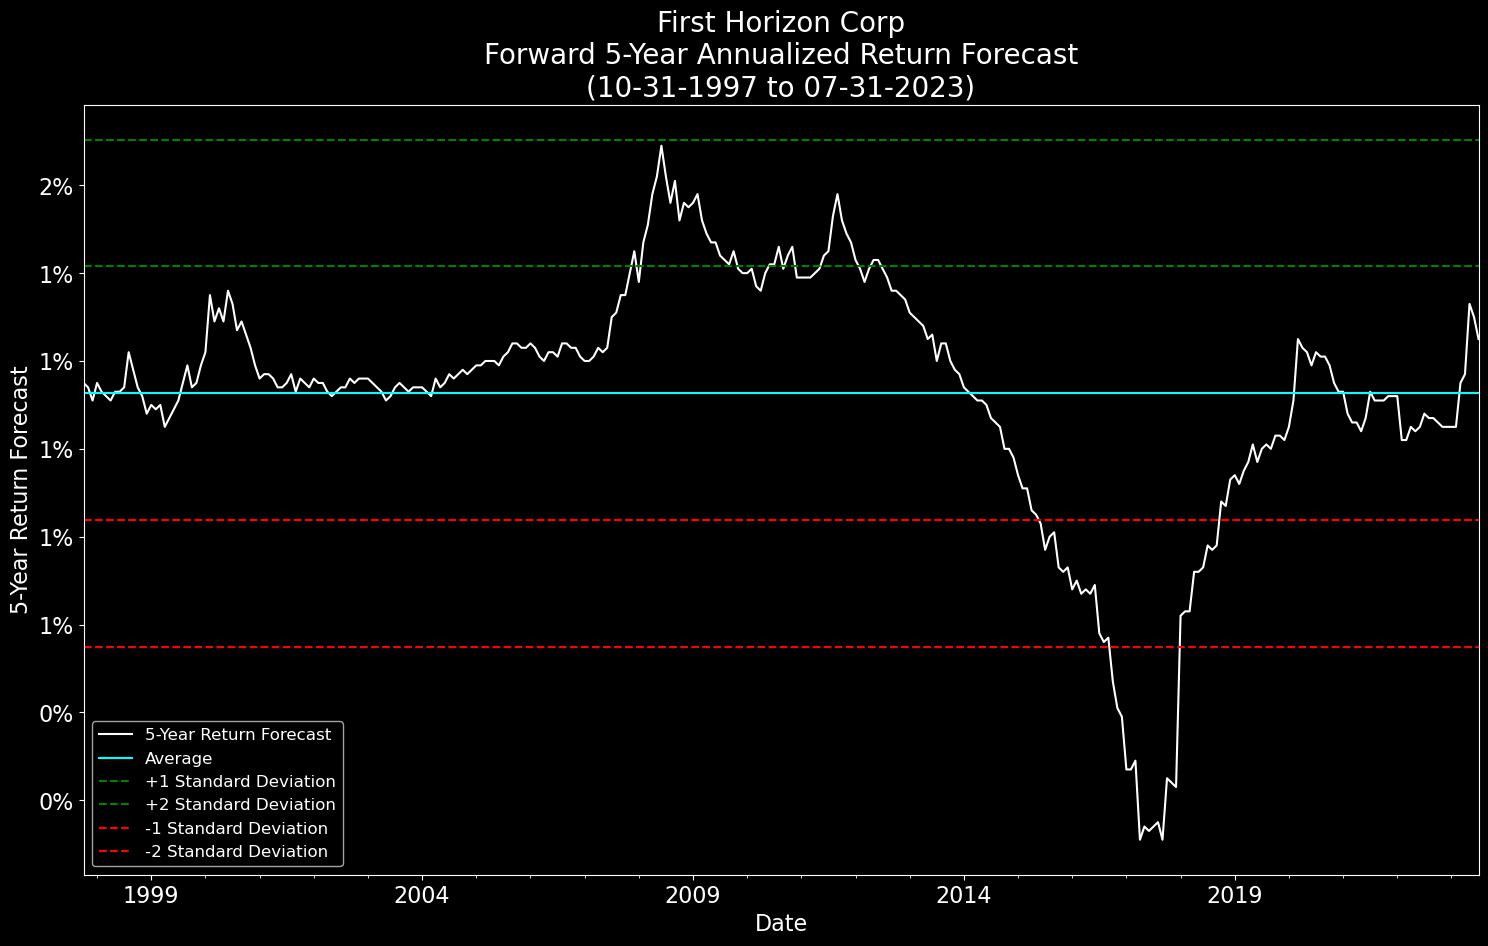 First Horizon Corp
Forward 5-Year Annualized Return Forecast
(10-31-1997 to 07-31-2023)
5-Year Return Forecast
2%
1%
1%
1%
1%
1%
0%
0%
5-Year Return Forecast
Average
+1 Standard Deviation
+2 Standard Deviation
-1 Standard Deviation
-2 Standard Deviation
1999
2004
2009
2014
2019
Date